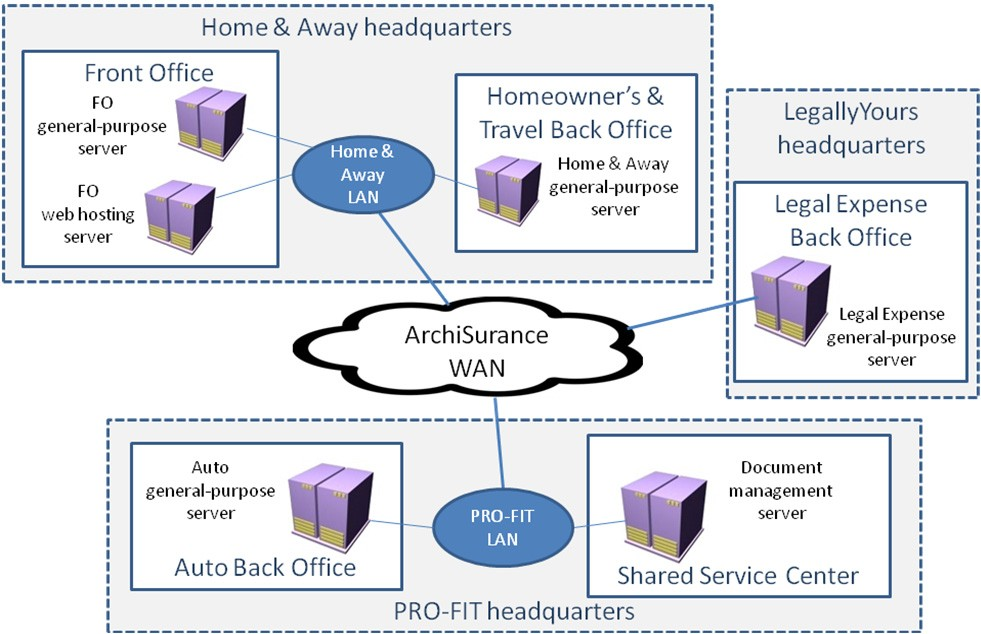 Home & Away headquarters
Front Office
FO
general-purpose
server
FO
web hosting
server
Home &
Away
LAN
Homeowner's &
Travel Back Office
Home & Away
general-purpose
server
LegallyYours
headquarters
Legal Expense
Back Office
Legal Expense
general-purpose
server
ArchiSurance
WAN
Auto
general-purpose
server
Auto Back Office
PRO-FIT
LAN
Document
management
server
Shared Service Center
PRO-FIT headquarters